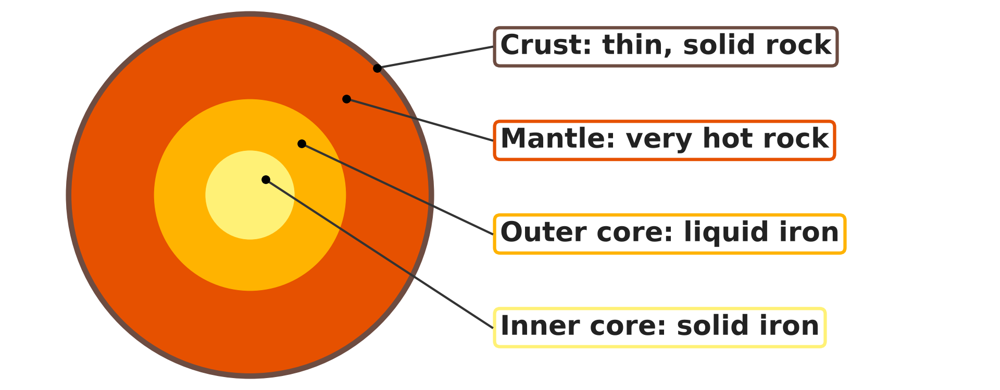 Crust: thin, solid rock
Mantle: very hot rock
Outer core: liquid iron
Inner core: solid iron